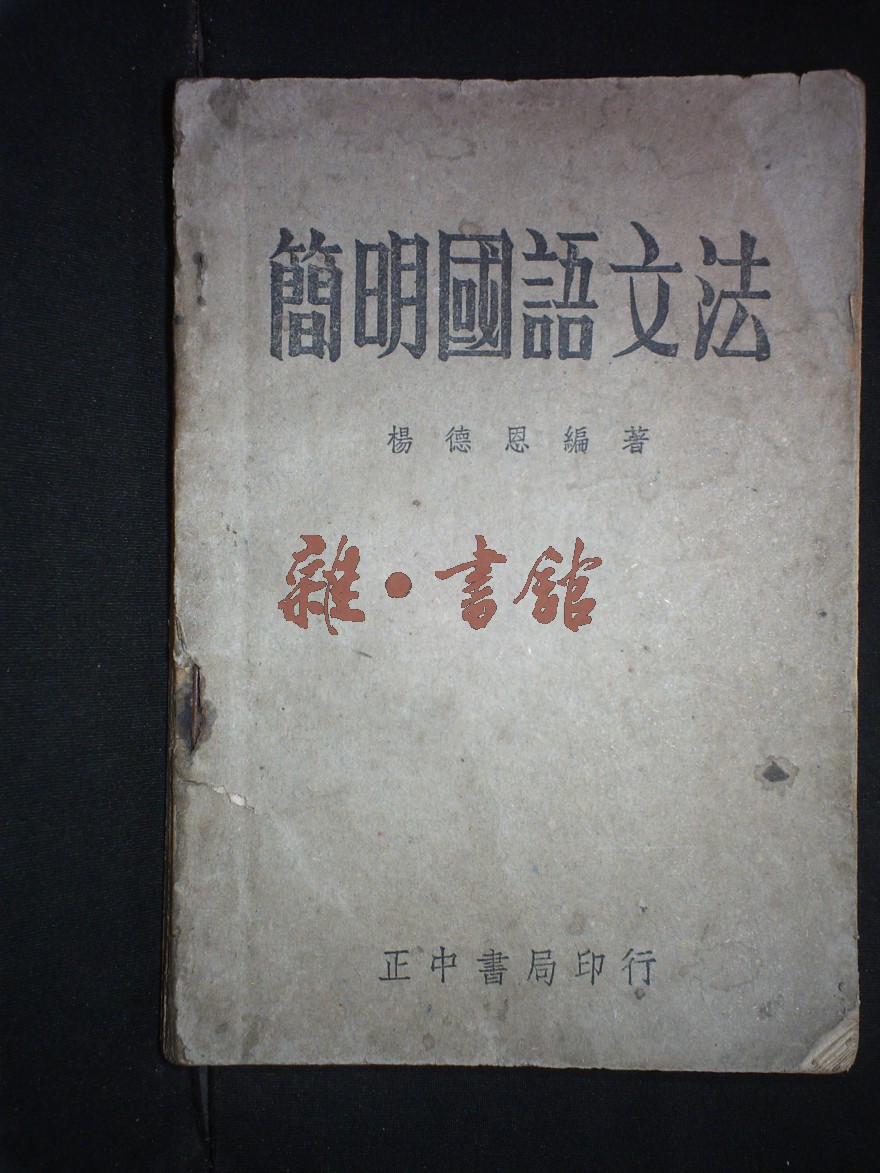 簡明國語文法
楊德恩編著
雜·書館
正中書局印行